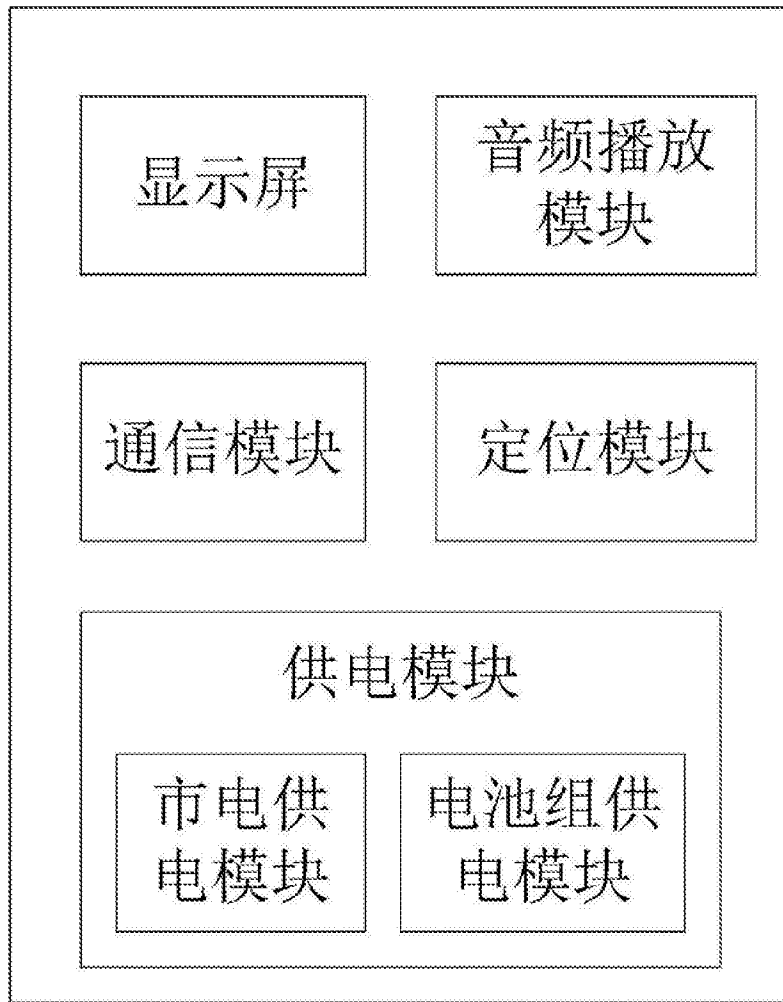 显示屏
音频播放
模块
通信模块
定位模块
供电模块
市电供
电模块
电池组供
电模块